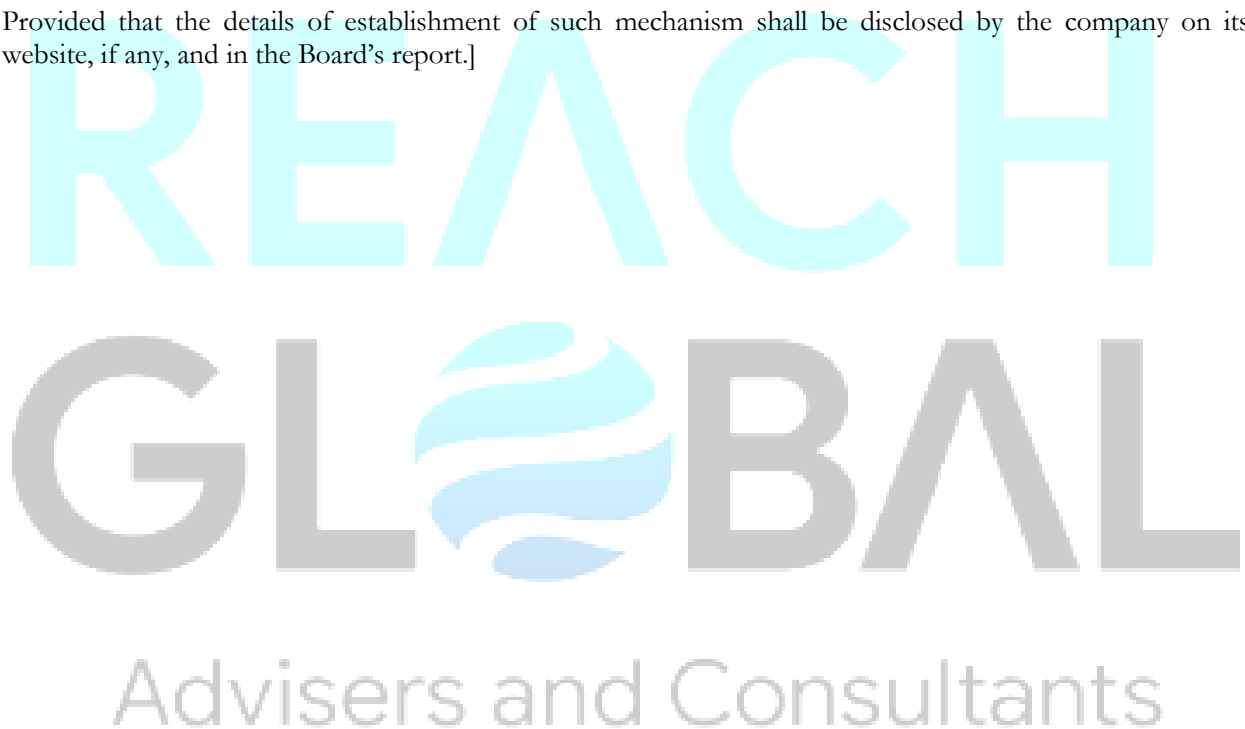 Provided that the details of establishment of such mechanism shall be disclosed by the company on its
website, if any, and in the Board’s report.]
REACH
GLOBAL
Advisers and Consultants